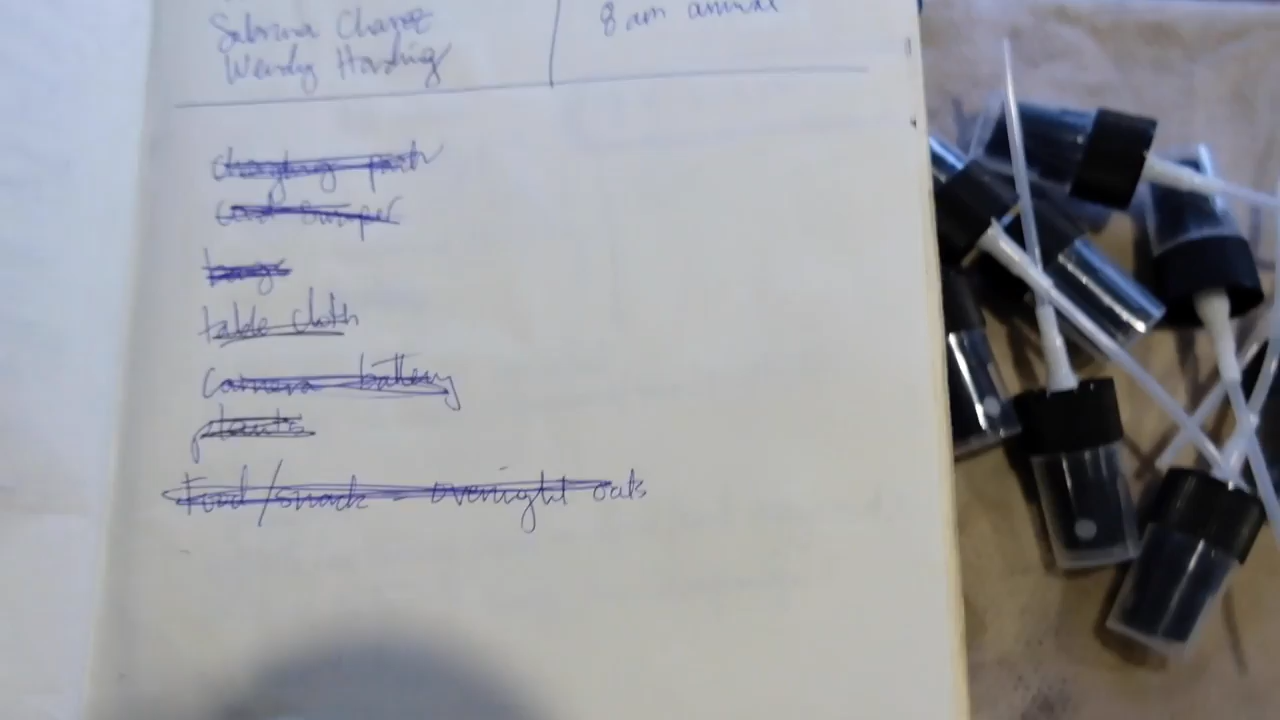 Sabrina Chavez
Wendy Harding
8 am arrival
charging
card swiper
bags
table cloth
camera battery
plants
Food/snack - overnight oats